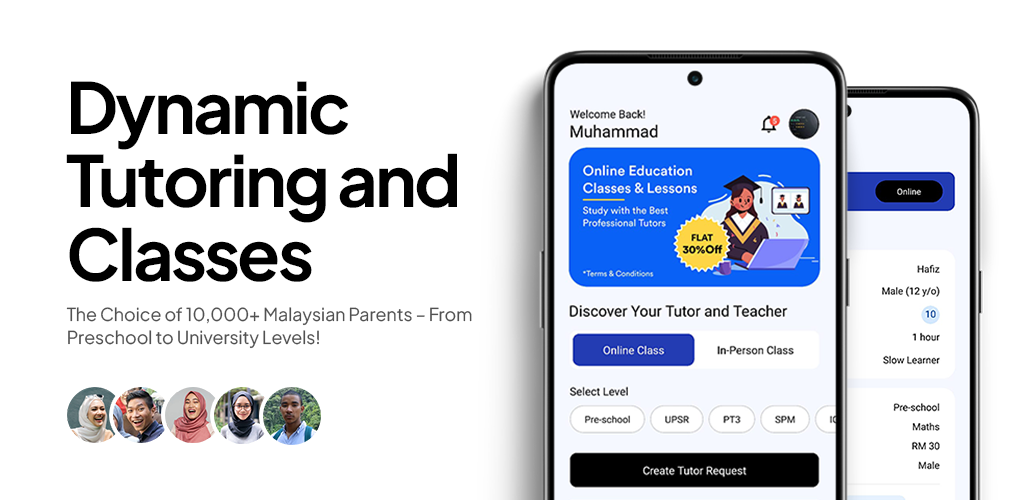 Dynamic
Tutoring and
Classes
The Choice of 10,000+ Malaysian Parents – From
Preschool to University Levels!
Welcome Back!
Muhammad
Online Education
Classes & Lessons
Study with the Best
Professional Tutors
FLAT
30%Off
*Terms & Conditions
Discover Your Tutor and Teacher
Online Class
In-Person Class
Select Level
Pre-school
UPSR
PT3
SPM
Create Tutor Request
Online
Hafiz
Male (12 y/o)
10
1 hour
Slow Learner
Pre-school
Maths
RM 30
Male